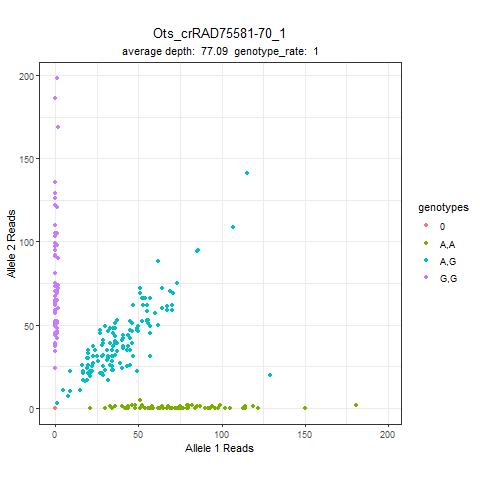 Ots_crRAD75581-70_1
average depth: 77.09 genotype_rate: 1
200
150
100
50
0
Allele 2 Reads
0 50 100 150 200
Allele 1 Reads
genotypes
0
A,A
A,G
G,G